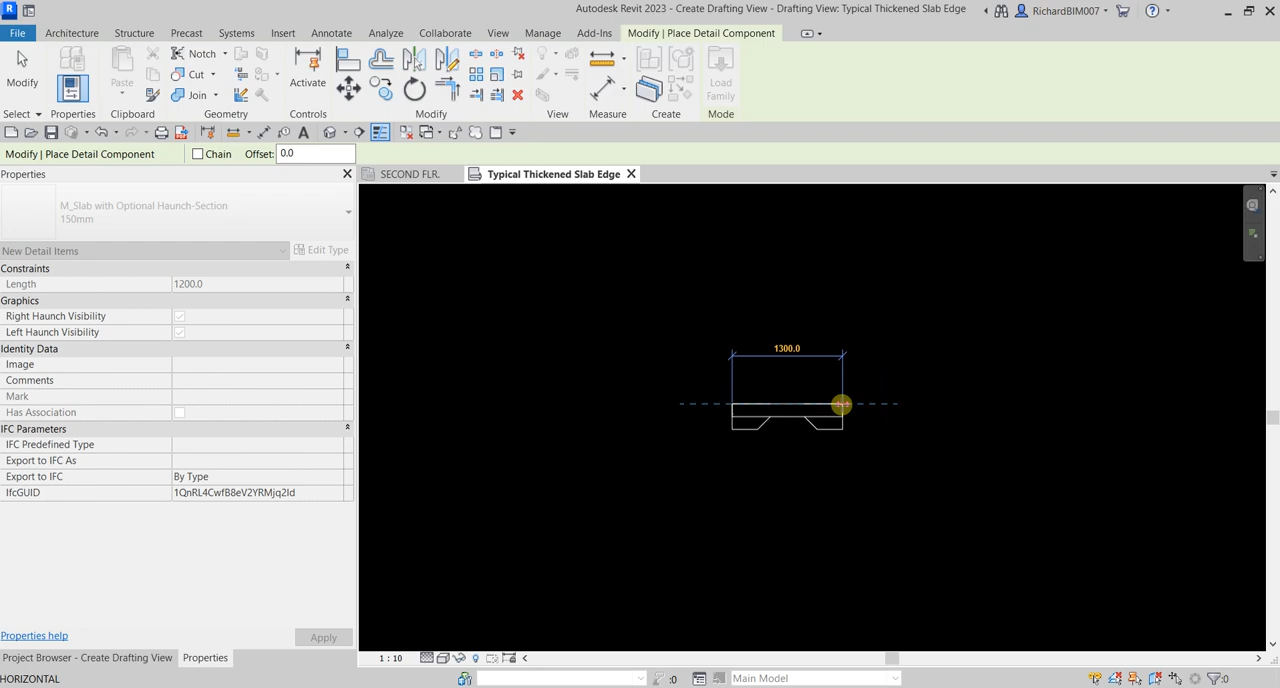 Autodesk Revit 2023 - Create Drafting View - Drafting View: Typical Thickened Slab Edge
RichardBIM007
File Architecture Structure Precast Systems Insert Annotate Analyze Collaborate View Manage Add-Ins Modify | Place Detail Component
Modify Paste Notch Cut Join Activate Load Family
Select Properties Clipboard Geometry Controls Modify View Measure Create Mode
Modify | Place Detail Component Chain Offset: 0.0
Properties
SECOND FLR. Typical Thickened Slab Edge
M_Slab with Optional Haunch-Section
150mm
New Detail Items Edit Type
Constraints
Length 1200.0
Graphics
Right Haunch Visibility
Left Haunch Visibility
Identity Data
Image
Comments
Mark
Has Association
IFC Parameters
IFC Predefined Type
Export to IFC As
Export to IFC By Type
IfcGUID 1QnRL4CwfB8eV2YRMjq2Id
1300.0
Properties help Apply
Project Browser - Create Drafting View Properties
1 : 10
HORIZONTAL
:0 Main Model :0